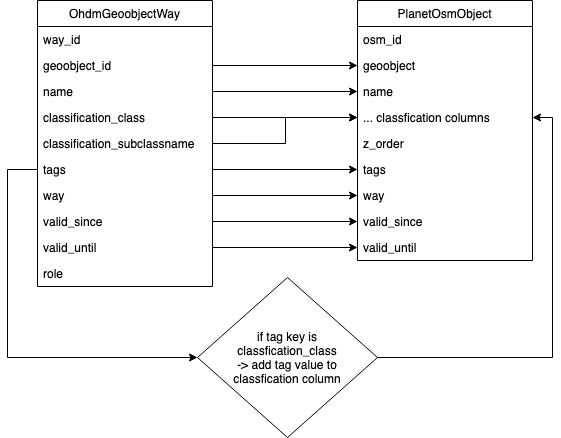 OhdmGeoobjectWay
way_id
geoobject_id
name
classification_class
classification_subclassname
tags
way
valid_since
valid_until
role
PlanetOsmObject
osm_id
geoobject
name
... classfication columns
z_order
tags
way
valid_since
valid_until
if tag key is
classfication_class
-> add tag value to
classfication column